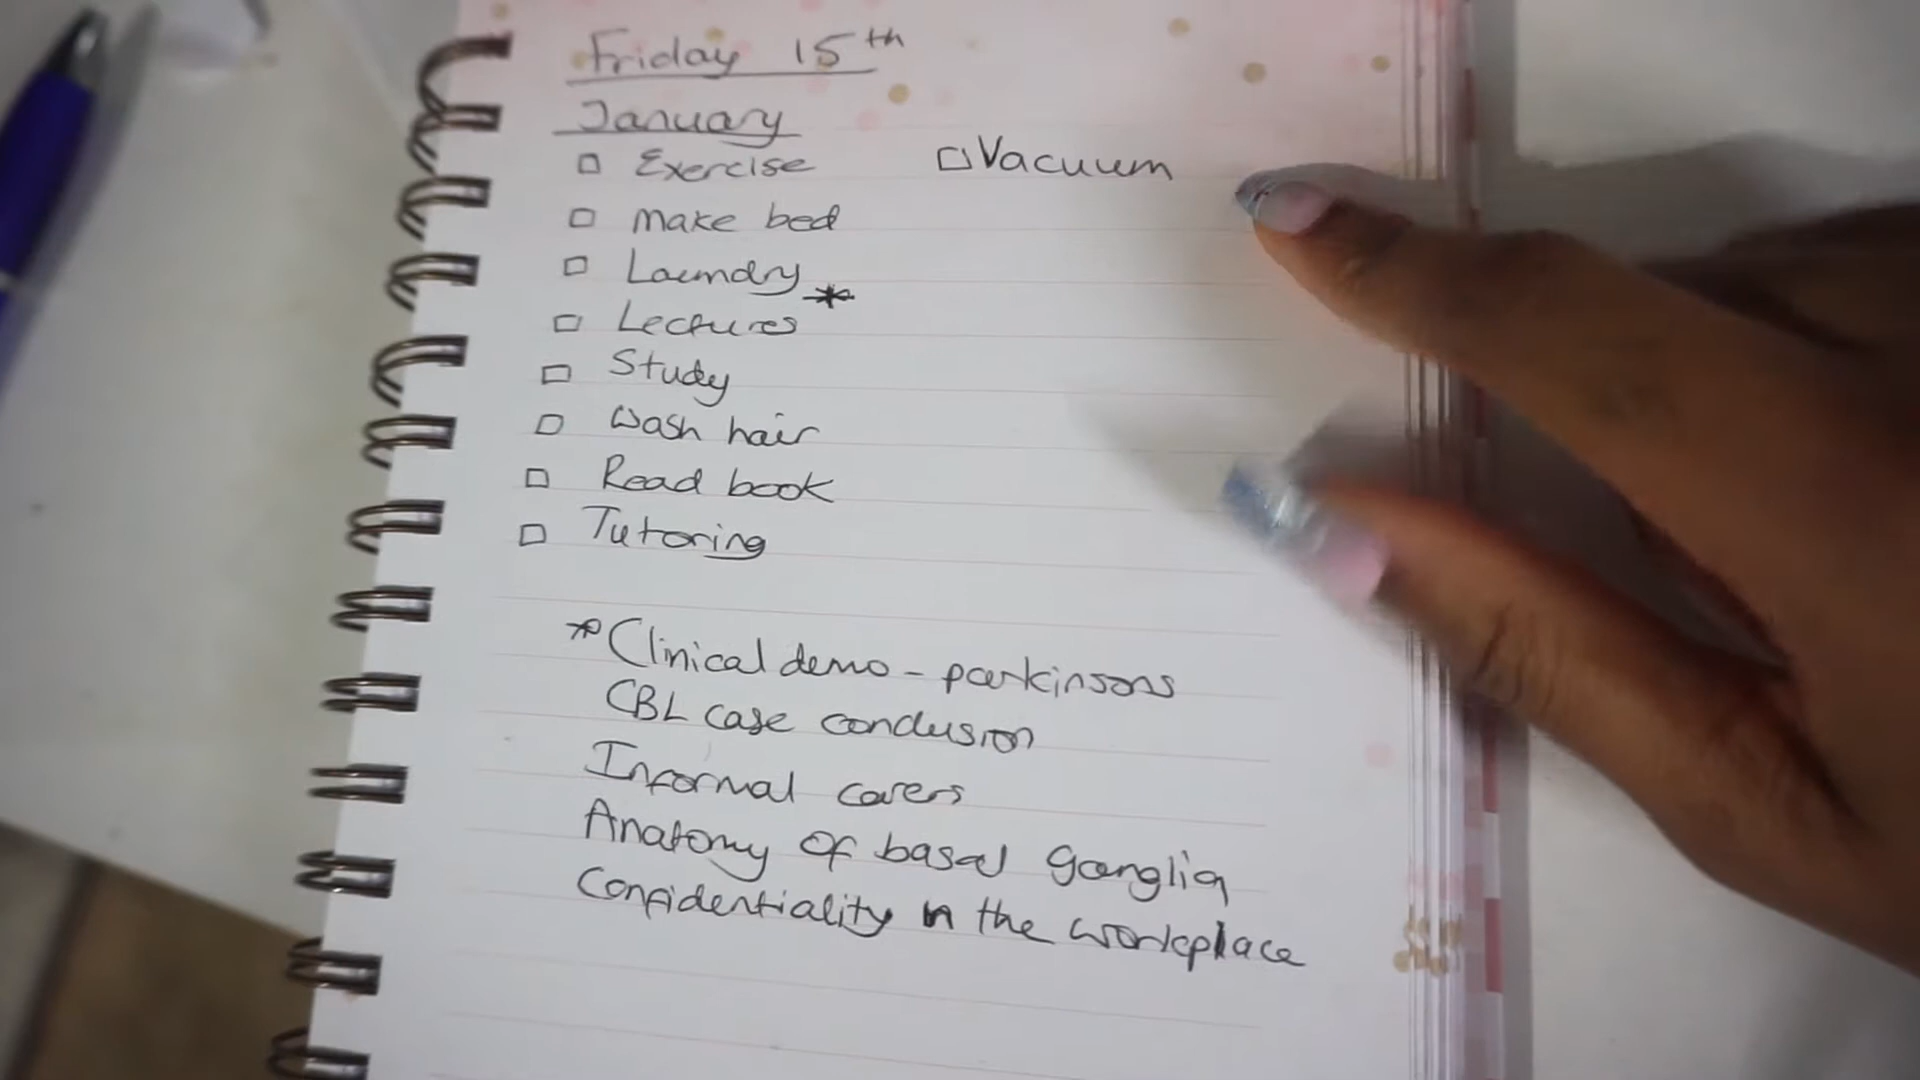 Friday 15th
January
Exercise
Vacuum
Make bed
Laundry
Lectures *
Study
Wash hair
Read book
Tutoring
* Clinical demo - parkinsons
CBL case conclusion
Informal carers
Anatomy of basal ganglia
Confidentiality in the workplace